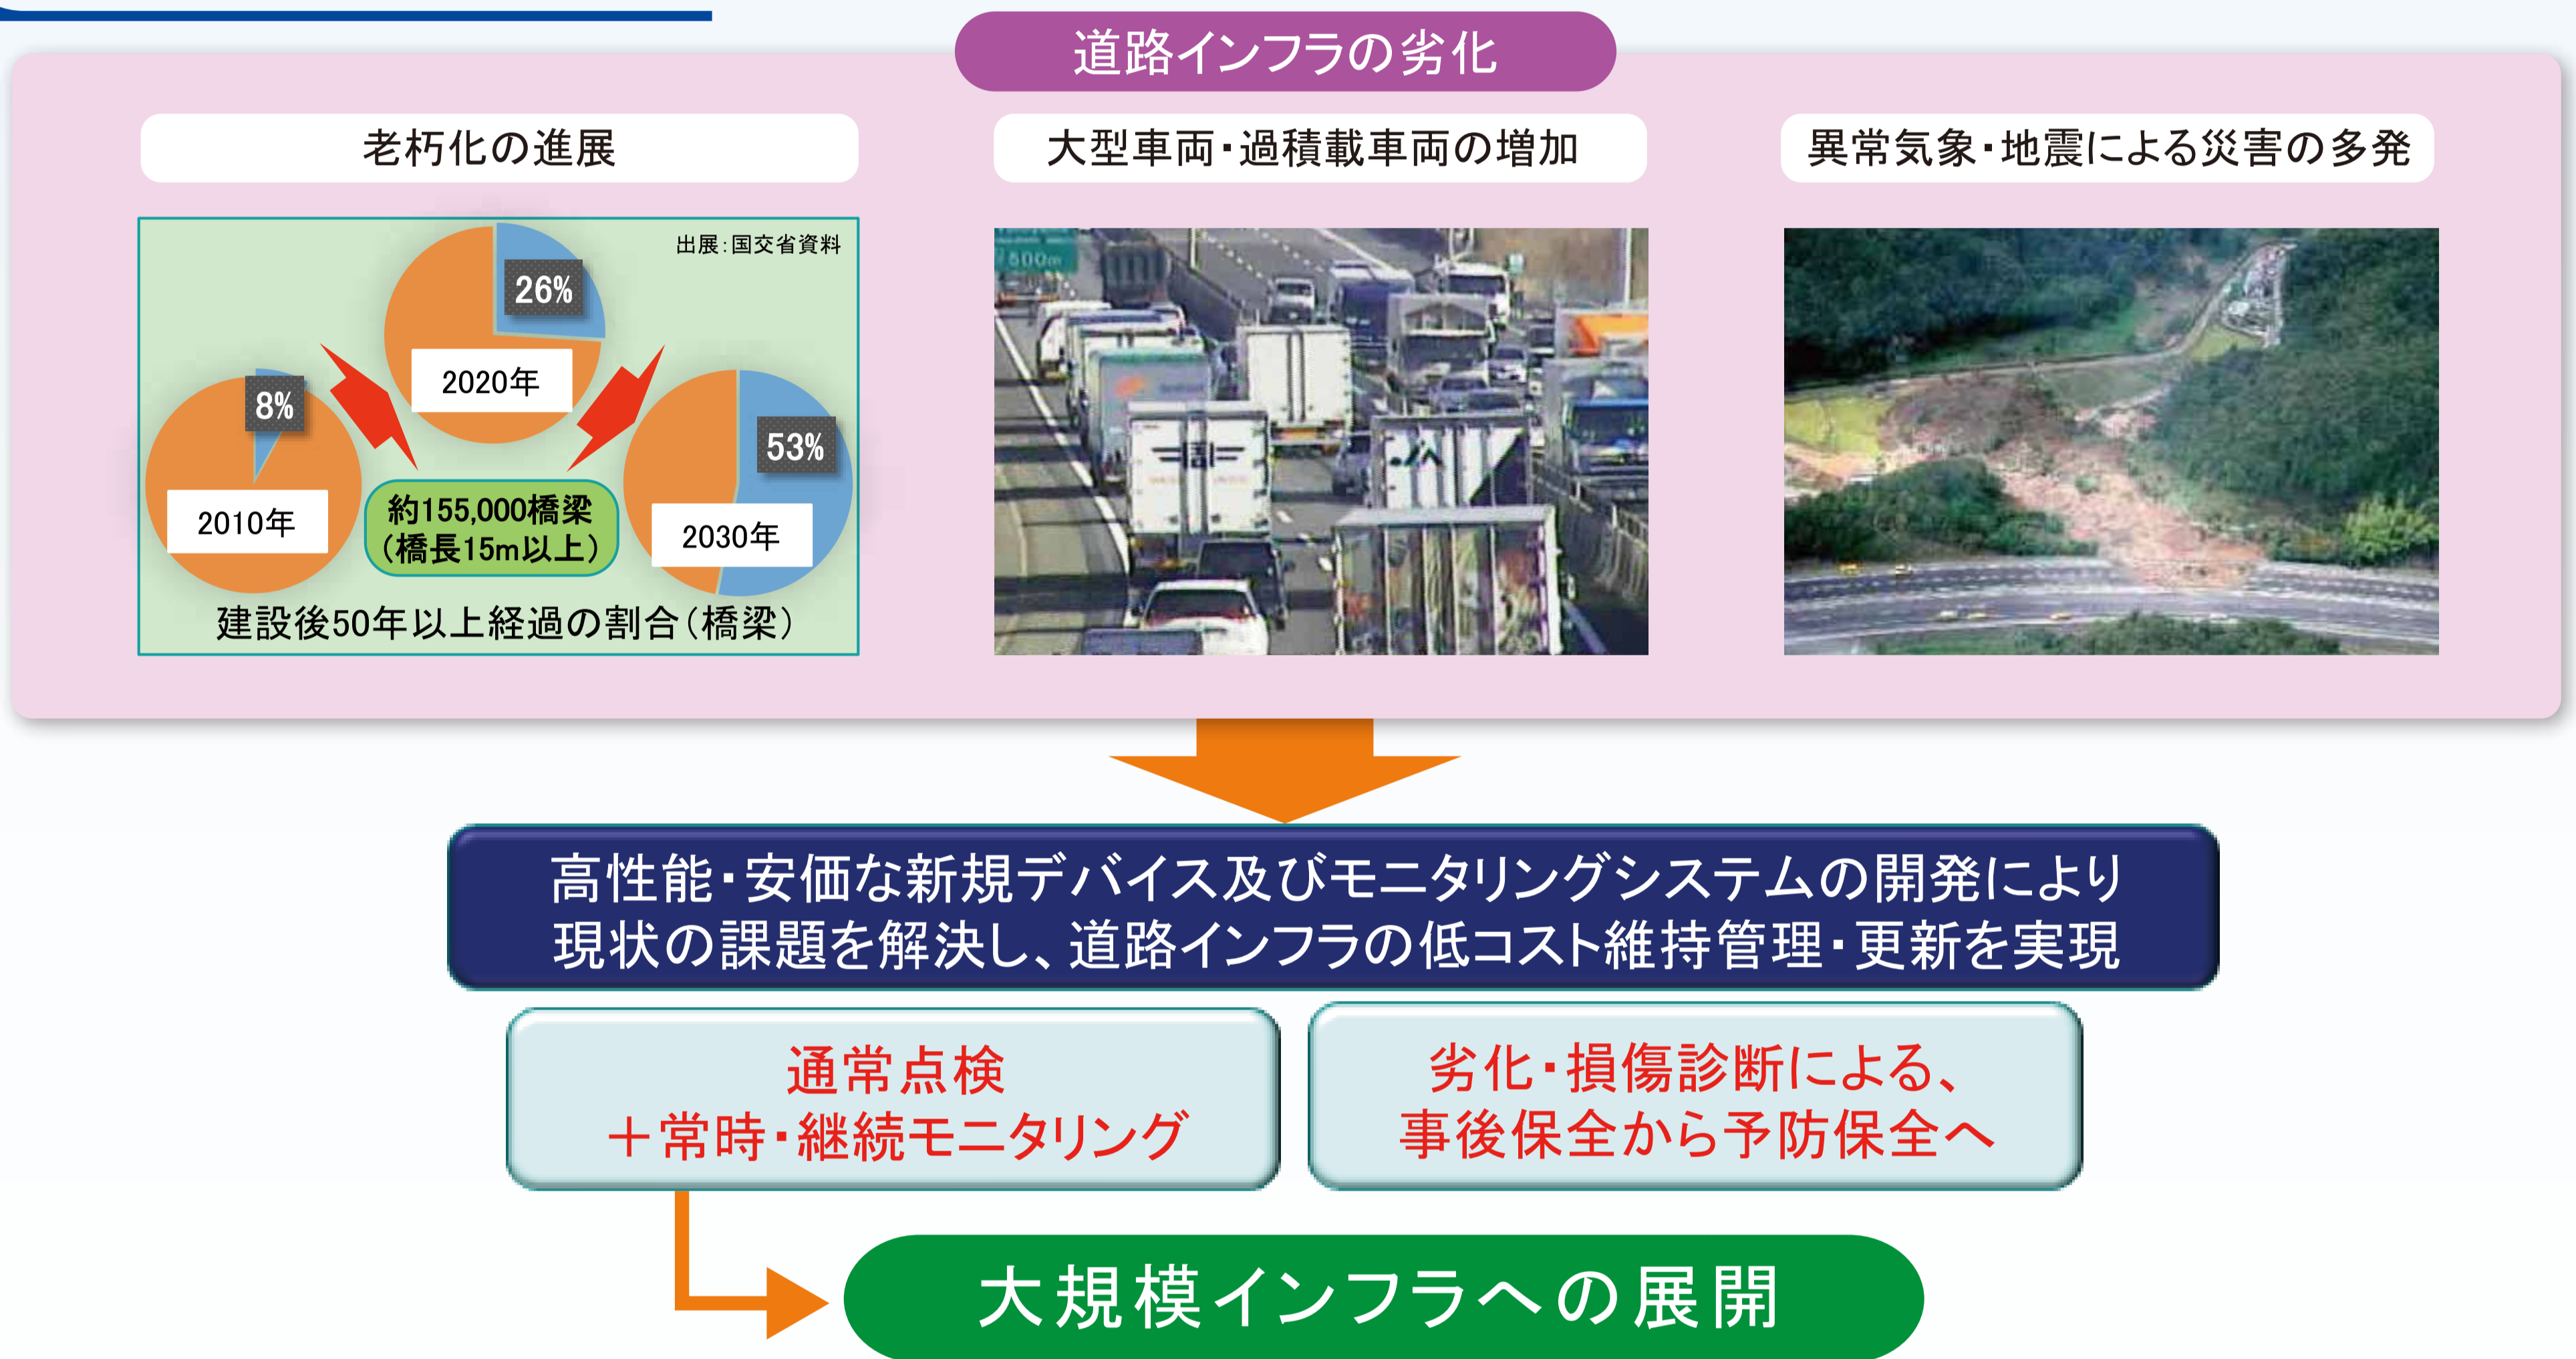 道路インフラの劣化
老朽化の進展
出展:国交省資料
26%
2020年
8%
2010年
53%
2030年
約155,000橋梁
(橋長15m以上)
建設後50年以上経過の割合(橋梁)
大型車両・過積載車両の増加
500m
異常気象・地震による災害の多発
高性能・安価な新規デバイス及びモニタリングシステムの開発により
現状の課題を解決し、道路インフラの低コスト維持管理・更新を実現
通常点検
+常時・継続モニタリング
劣化・損傷診断による、
事後保全から予防保全へ
大規模インフラへの展開